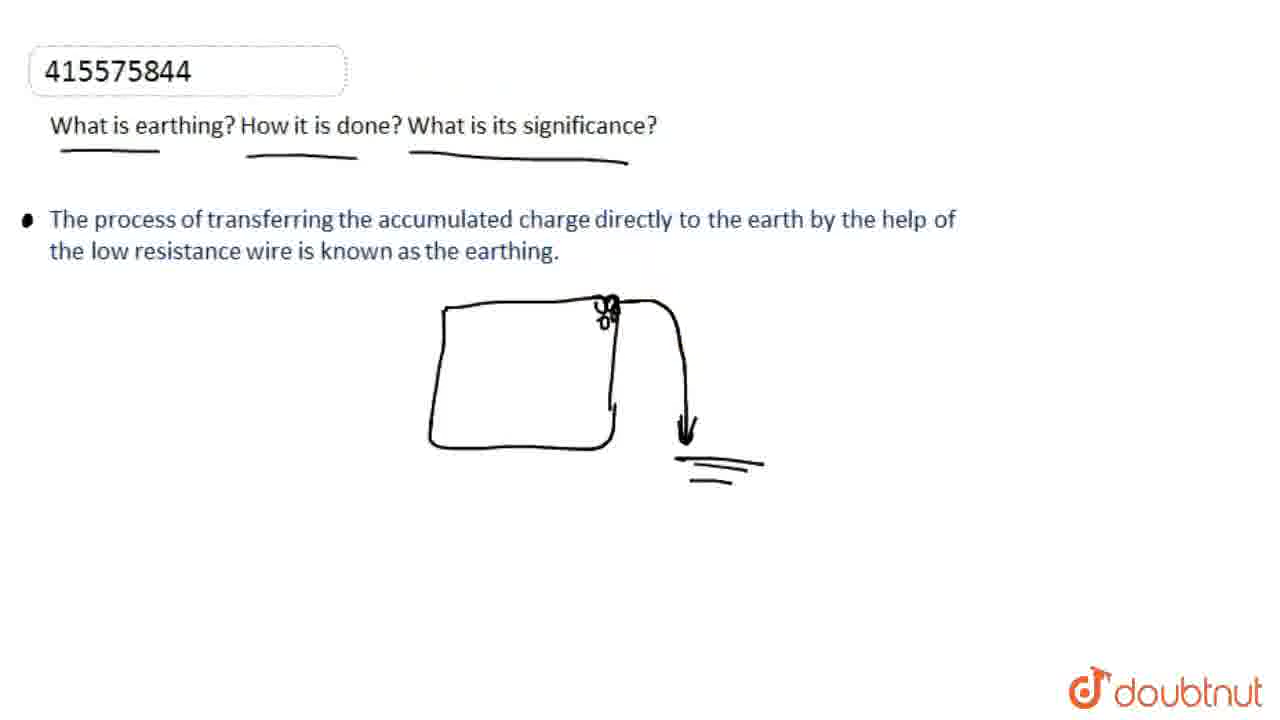 415575844
What is earthing? How it is done? What is its significance?
The process of transferring the accumulated charge directly to the earth by the help of
the low resistance wire is known as the earthing.
doubtnut